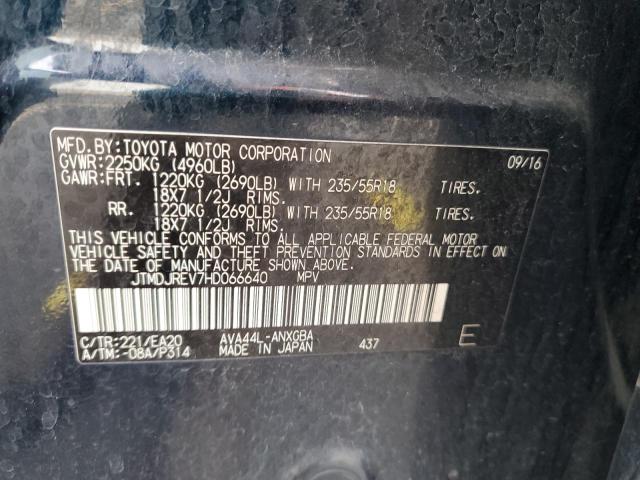 MFD.BY:TOYOTA MOTOR CORPORATION 09/16
GVWR:2250KG (4960LB)
GAWR:FRT. 1220KG (2690LB) WITH 235/55R18 TIRES.
18X7 1/2J RIMS.
RR. 1220KG (2690LB) WITH 235/55R18 TIRES.
18X7 1/2J RIMS.
THIS VEHICLE CONFORMS TO ALL APPLICABLE FEDERAL MOTOR
VEHICLE SAFETY AND THEFT PREVENTION STANDARDS IN EFFECT ON
THE DATE OF MANUFACTURE SHOWN ABOVE.
JTMDJREV7HD066640 MPV
C/TR:221/EA20 AVA44L-ANXGBA
A/TM:-08A/P314 MADE IN JAPAN 437 E